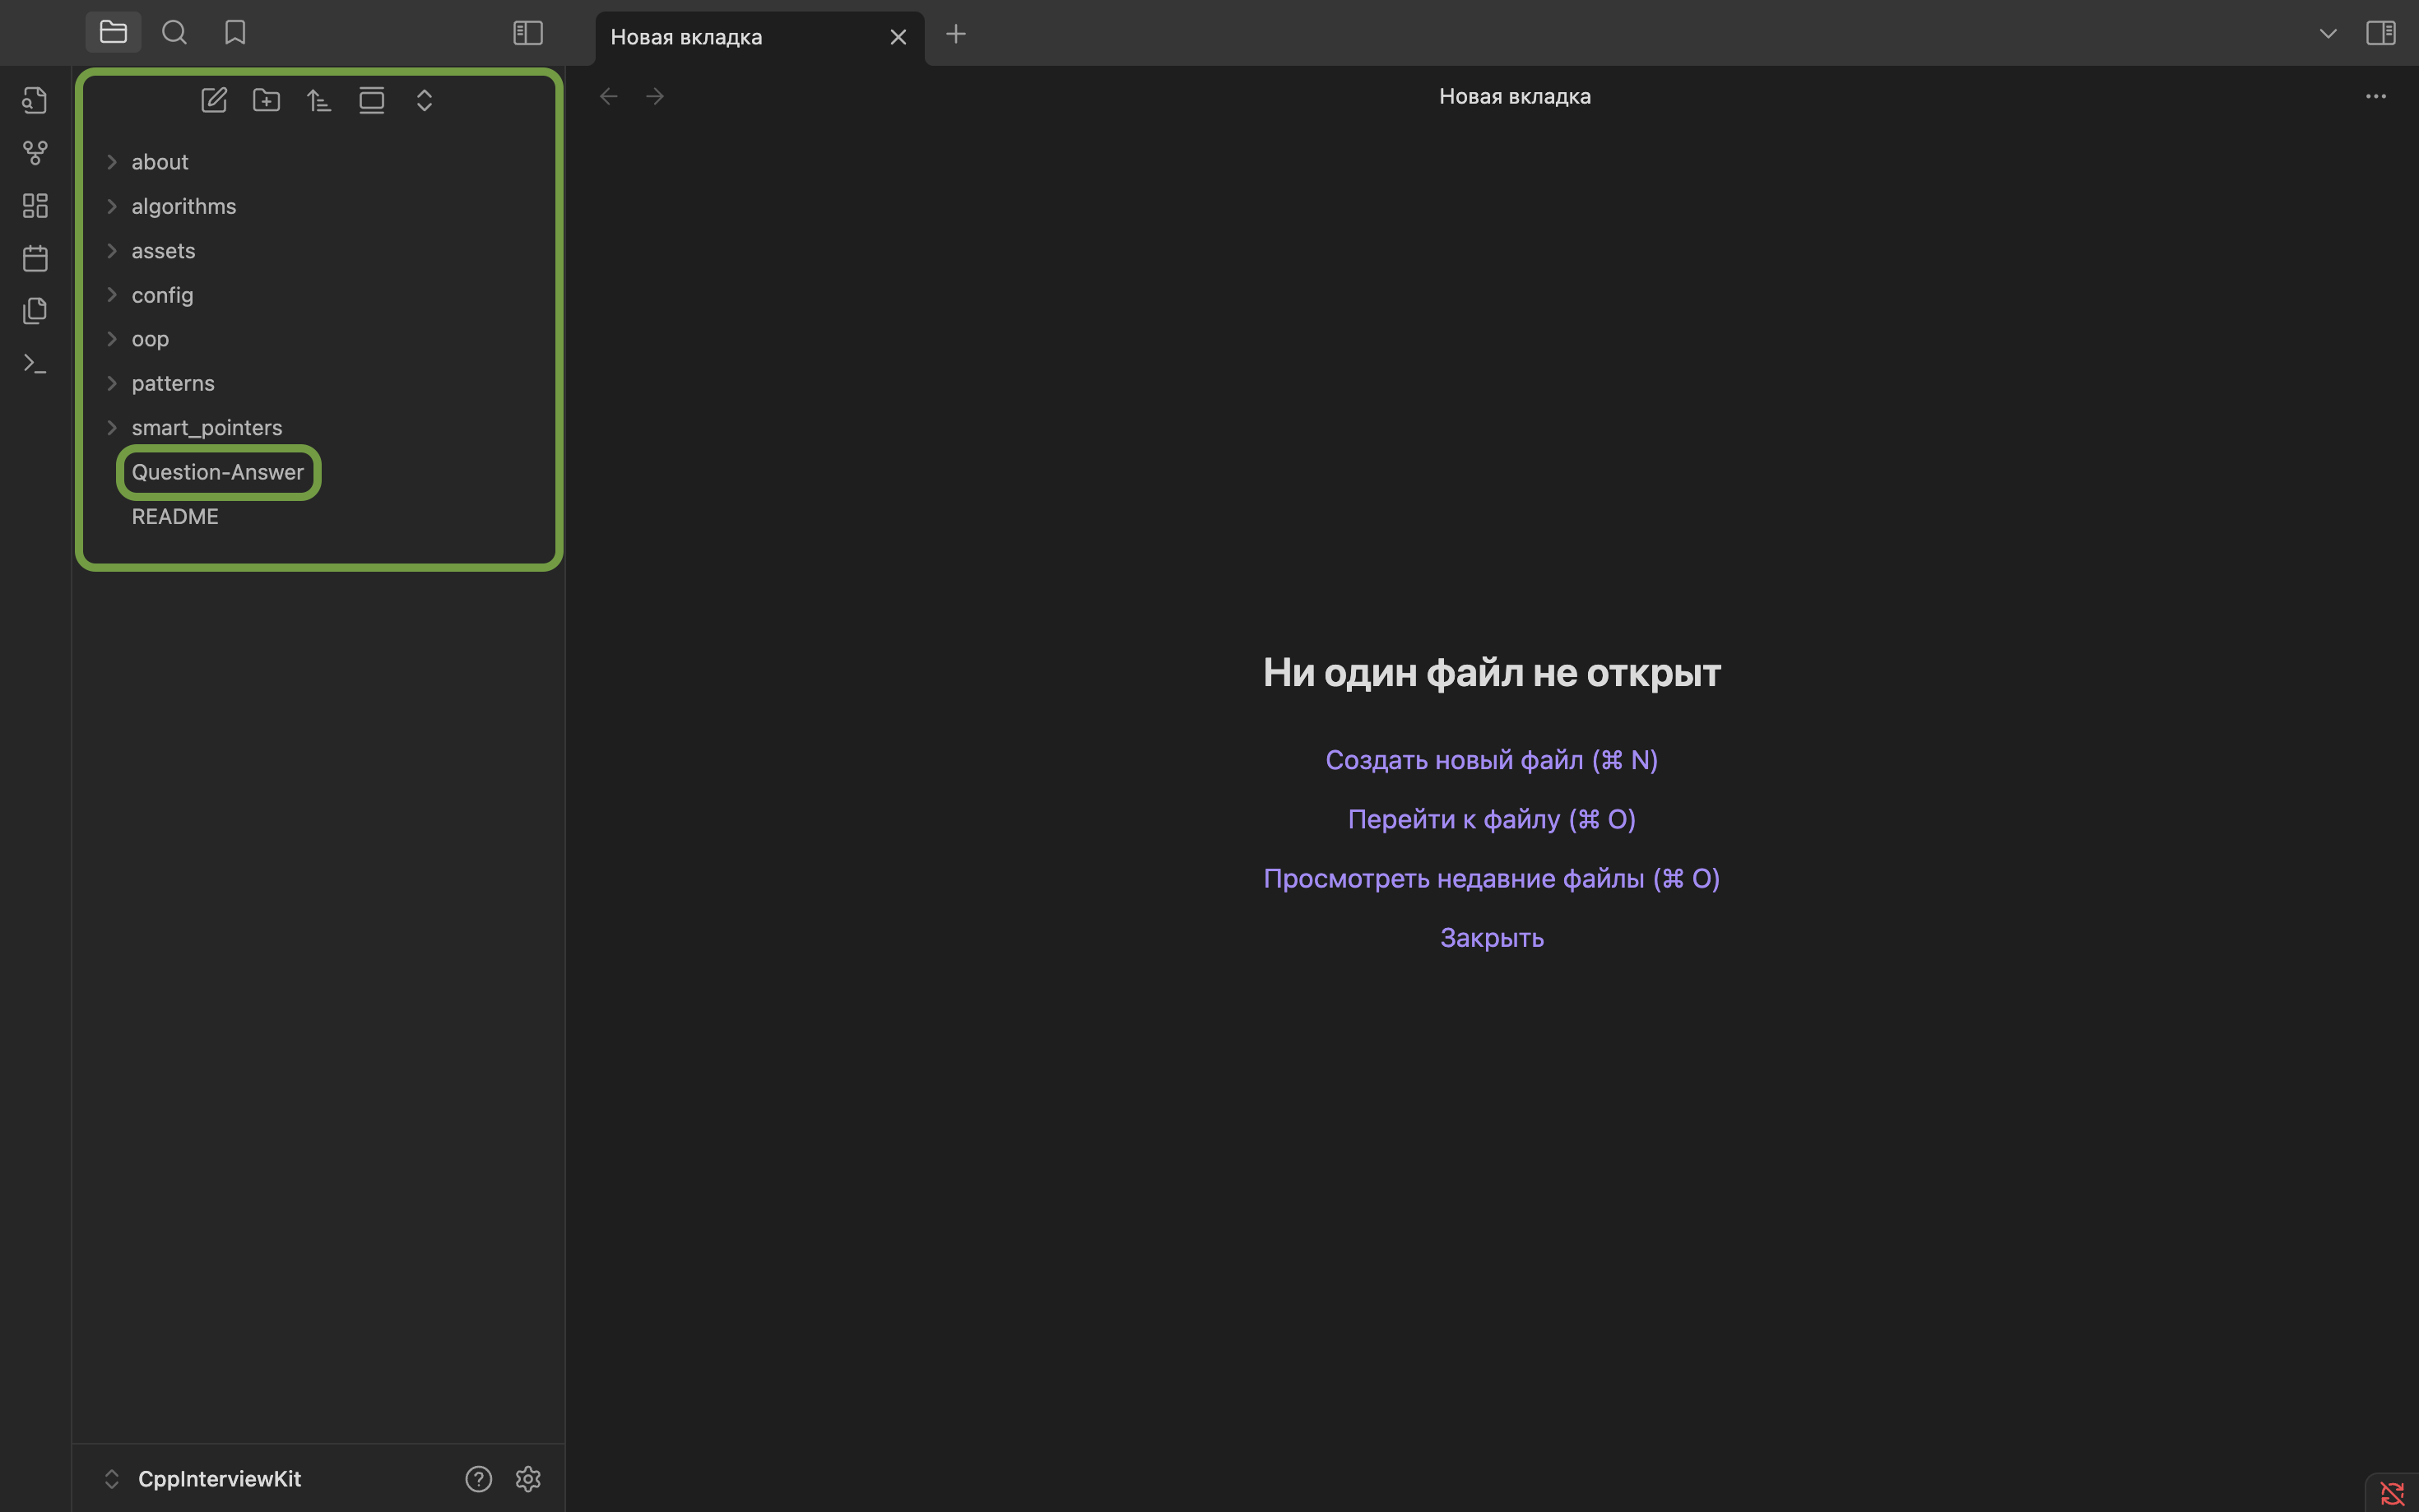 Новая вкладка
Новая вкладка
about
algorithms
assets
config
oop
patterns
smart_pointers
Question-Answer
README
Ни один файл не открыт
Создать новый файл (⌘ N)
Перейти к файлу (⌘ O)
Просмотреть недавние файлы (⌘ O)
Закрыть
CppInterviewKit